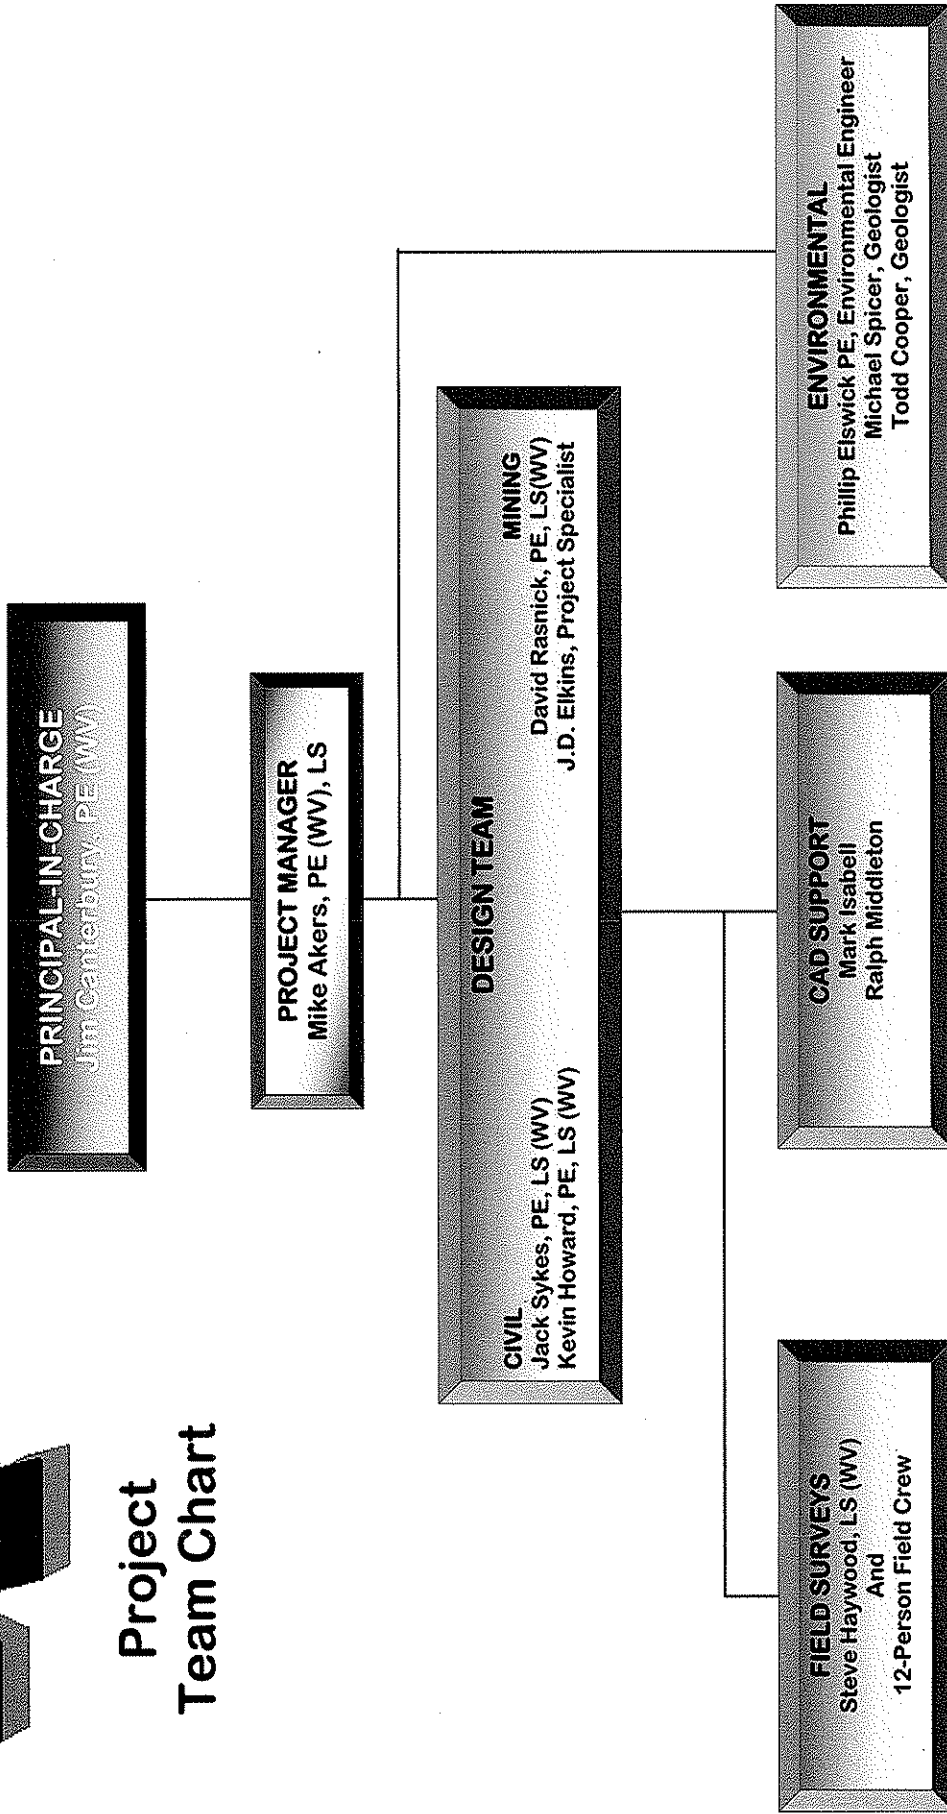 Project
Team Chart
PRINCIPAL-IN-CHARGE
Jim Canterbury, PE (WV)
PROJECT MANAGER
Mike Akers, PE (WV), LS
DESIGN TEAM
CIVIL
Jack Sykes, PE, LS (WV)
Kevin Howard, PE, LS (WV)
MINING
David Rasnick, PE, LS(WV)
J.D. Elkins, Project Specialist
FIELD SURVEYS
Steve Haywood, LS (WV)
And
12-Person Field Crew
CAD SUPPORT
Mark Isabell
Ralph Middleton
ENVIRONMENTAL
Phillip Elswick PE, Environmental Engineer
Michael Spicer, Geologist
Todd Cooper, Geologist